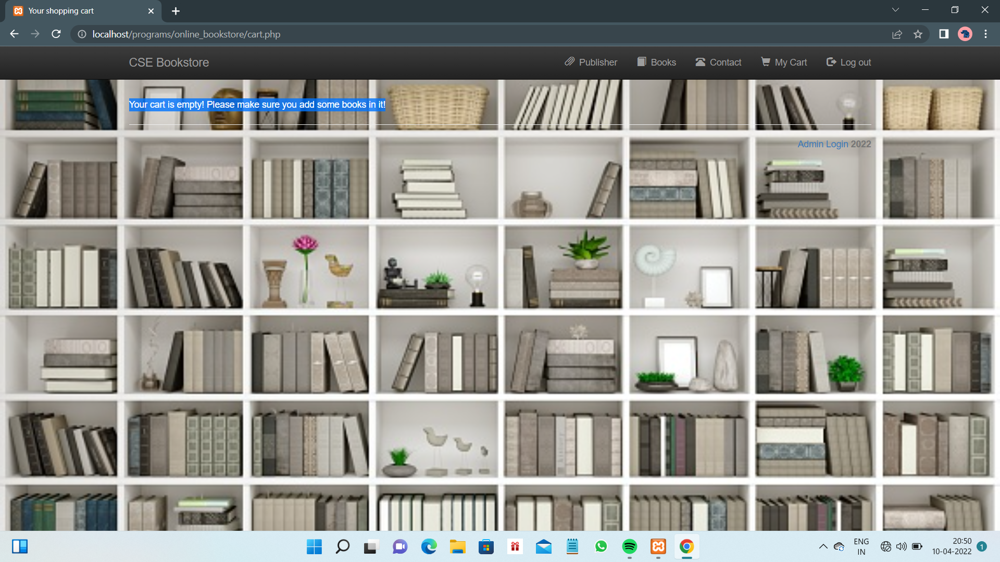 Your shopping cart
localhost/programs/online_bookstore/cart.php
CSE Bookstore
Publisher
Books
Contact
My Cart
Log out
Your cart is empty! Please make sure you add some books in it!
Admin Login 2022
ENG
IN
20:50
10-04-2022
1